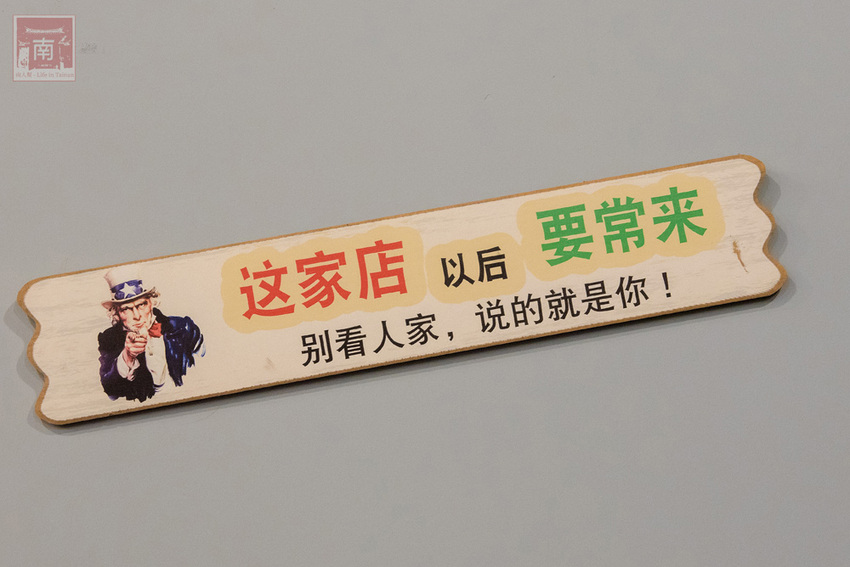 南
这家店 以后 要常来
别看人家，说的就是你！